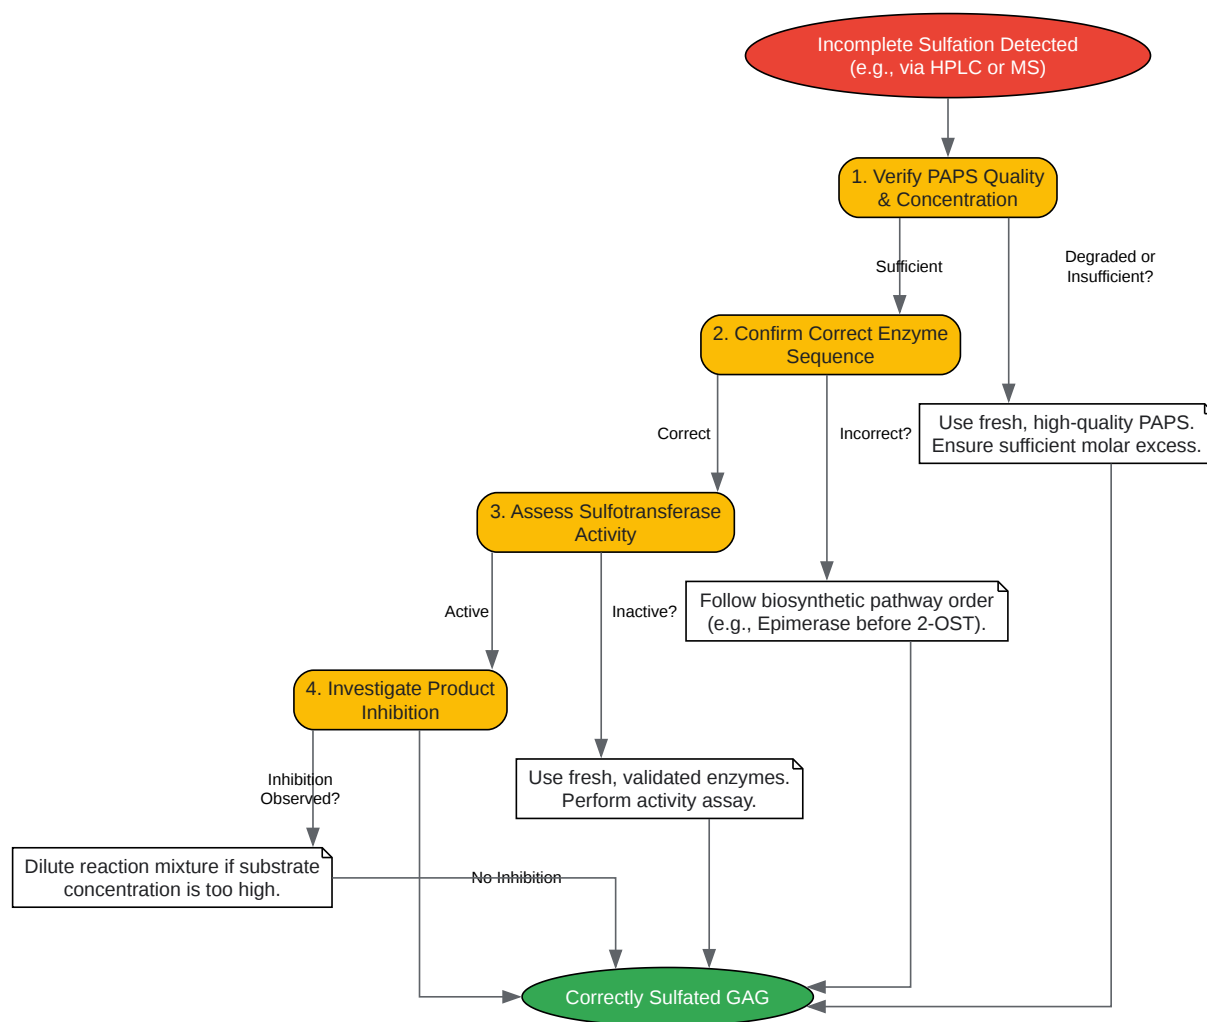 Incomplete Sulfation Detected
(e.g., via HPLC or MS)
1. Verify PAPS Quality
& Concentration
Sufficient
Degraded or
Insufficient?
2. Confirm Correct Enzyme
Sequence
Correct
Incorrect?
Use fresh, high-quality PAPS.
Ensure sufficient molar excess.
3. Assess Sulfotransferase
Activity
Active
Inactive?
Follow biosynthetic pathway order
(e.g., Epimerase before 2-OST).
4. Investigate Product
Inhibition
Inhibition
Observed?
Use fresh, validated enzymes.
Perform activity assay.
Dilute reaction mixture if substrate
concentration is too high.
No Inhibition
Correctly Sulfated GAG